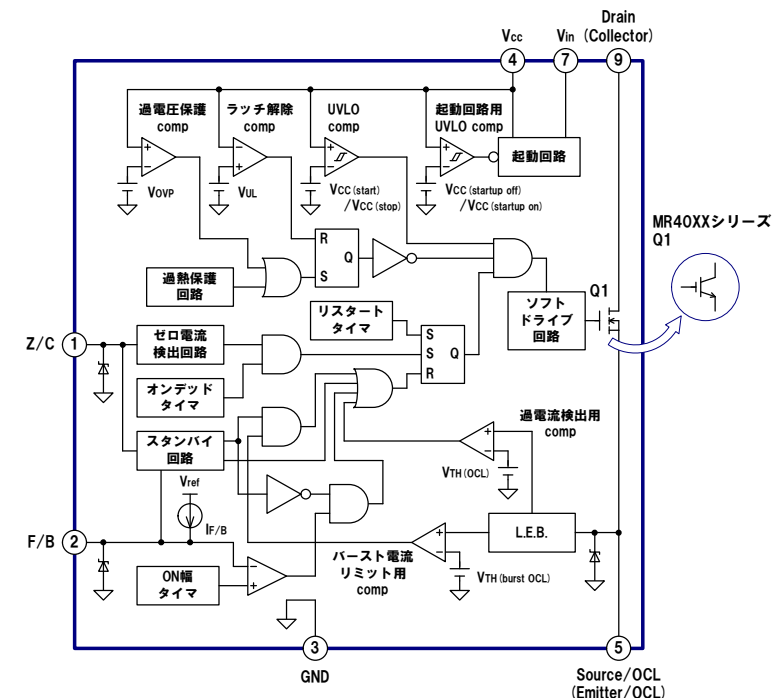 Drain
(Collector)
Vcc
Vin
4
7
9
過電圧保護
comp
ラッチ解除
comp
UVLO
comp
起動回路用
UVLO comp
起動回路
VOVP
VUL
VCC (start)
/VCC (stop)
VCC (startup off)
/VCC (startup on)
MR40XXシリーズ
Q1
R
Q
S
過熱保護
回路
リスタート
タイマ
ソフト
ドライブ
回路
Q1
Z/C
1
ゼロ電流
検出回路
S
S
Q
R
オンデッド
タイマ
過電流検出用
comp
スタンバイ
回路
VTH (OCL)
Vref
IF/B
F/B
2
L.E.B.
バースト電流
リミット用
comp
VTH (burst OCL)
ON幅
タイマ
3
GND
5
Source/OCL
(Emitter/OCL)